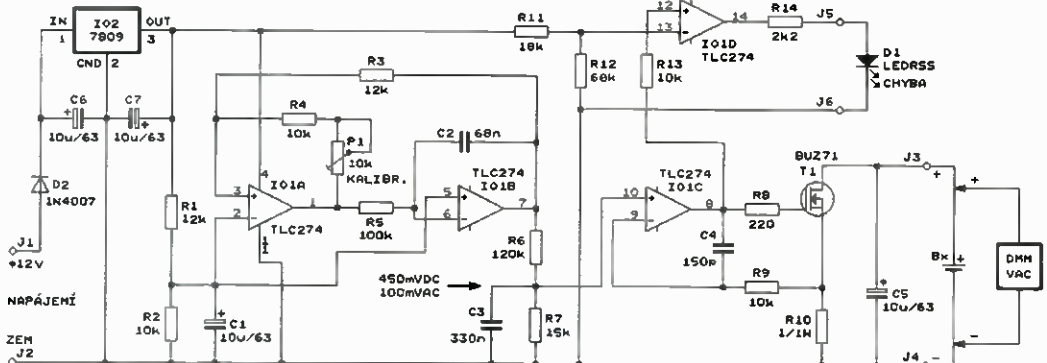 IN
IO2
7809
OUT
1
3
GND
2
C6
10u/63
C7
10u/63
D2
1N4007
J1
+12V
NAPÁJEMÍ
ZEM
J2
R1
12k
R2
10k
C1
10u/63
R3
12k
R4
10k
P1
10k
KALIBR.
4
3
2
1
11
IO1A
TLC274
R5
100k
C2
68n
TLC274
IO1B
5
6
7
R6
120k
450mVDC
100mVAC
C3
330n
R7
15k
R11
18k
R12
68k
R13
10k
12
13
14
IO1D
TLC274
R14
2k2
J5
D1
LEDRSS
CHYBA
J6
TLC274
IO1C
10
9
8
C4
150p
R8
220
R9
10k
BUZ71
T1
R10
1/1W
C5
10u/63
J3
+
Bx
+
J4
-
+
-
DMM
VAC